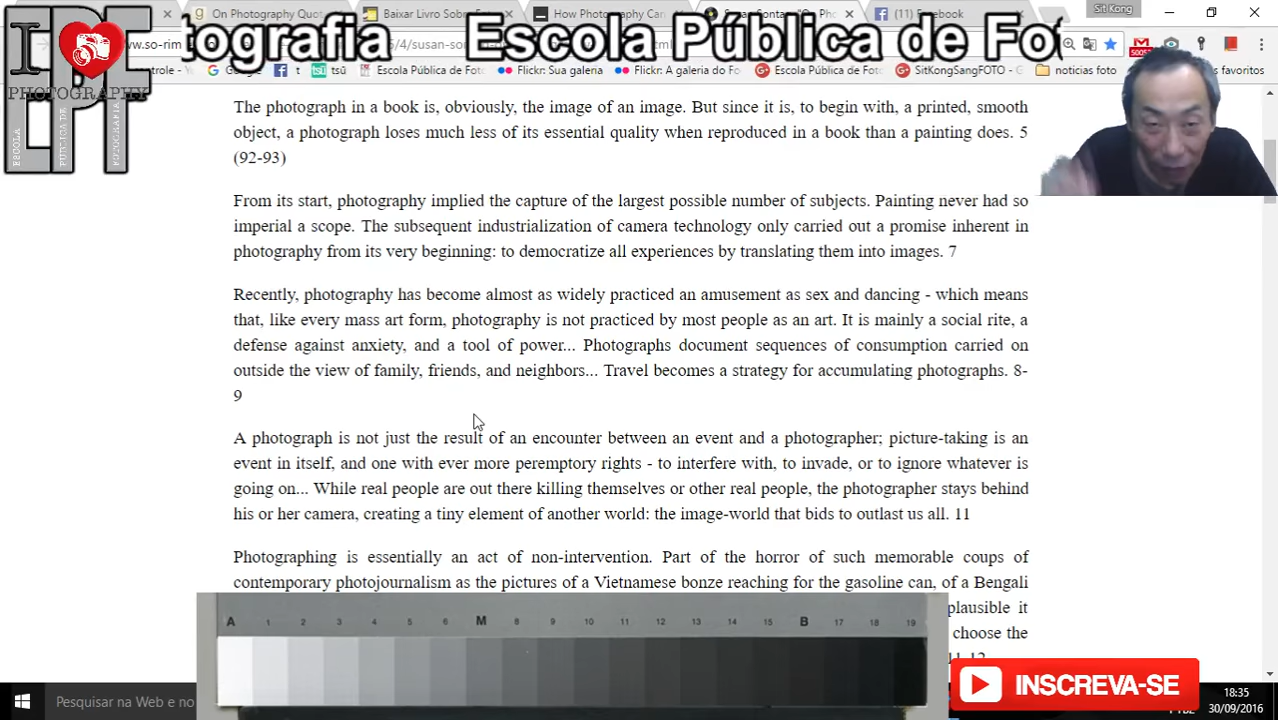 On Photography Quo
Baixar Livro Sobre
How Photography Can
(11) Facebook
Sit Kong
tografia Escola Pública de Fo
ww.so-rim
/4/susan-so
PHOTOGRAPHY
ESCOLA
PÚBLICA DE
FOTOGRAFIA
Google
t
tsū
Escola Pública de Fot
Flickr: Sua galeria
Flickr: A galeria do Fo
Escola Pública de Fot
SitKongSangFOTO - G
noticias foto
s favoritos
The photograph in a book is, obviously, the image of an image. But since it is, to begin with, a printed, smooth
object, a photograph loses much less of its essential quality when reproduced in a book than a painting does. 5
(92-93)
From its start, photography implied the capture of the largest possible number of subjects. Painting never had so
imperial a scope. The subsequent industrialization of camera technology only carried out a promise inherent in
photography from its very beginning: to democratize all experiences by translating them into images. 7
Recently, photography has become almost as widely practiced an amusement as sex and dancing - which means
that, like every mass art form, photography is not practiced by most people as an art. It is mainly a social rite, a
defense against anxiety, and a tool of power... Photographs document sequences of consumption carried on
outside the view of family, friends, and neighbors... Travel becomes a strategy for accumulating photographs. 8-
9
A photograph is not just the result of an encounter between an event and a photographer; picture-taking is an
event in itself, and one with ever more peremptory rights - to interfere with, to invade, or to ignore whatever is
going on... While real people are out there killing themselves or other real people, the photographer stays behind
his or her camera, creating a tiny element of another world: the image-world that bids to outlast us all. 11
Photographing is essentially an act of non-intervention. Part of the horror of such memorable coups of
contemporary photojournalism as the pictures of a Vietnamese bonze reaching for the gasoline can, of a Bengali
plausible it
choose the
A 1 2 3 4 5 6 M 8 9 10 11 12 13 14 15 B 17 18 19
INSCREVA-SE
Pesquisar na Web e no
18:35
30/09/2016